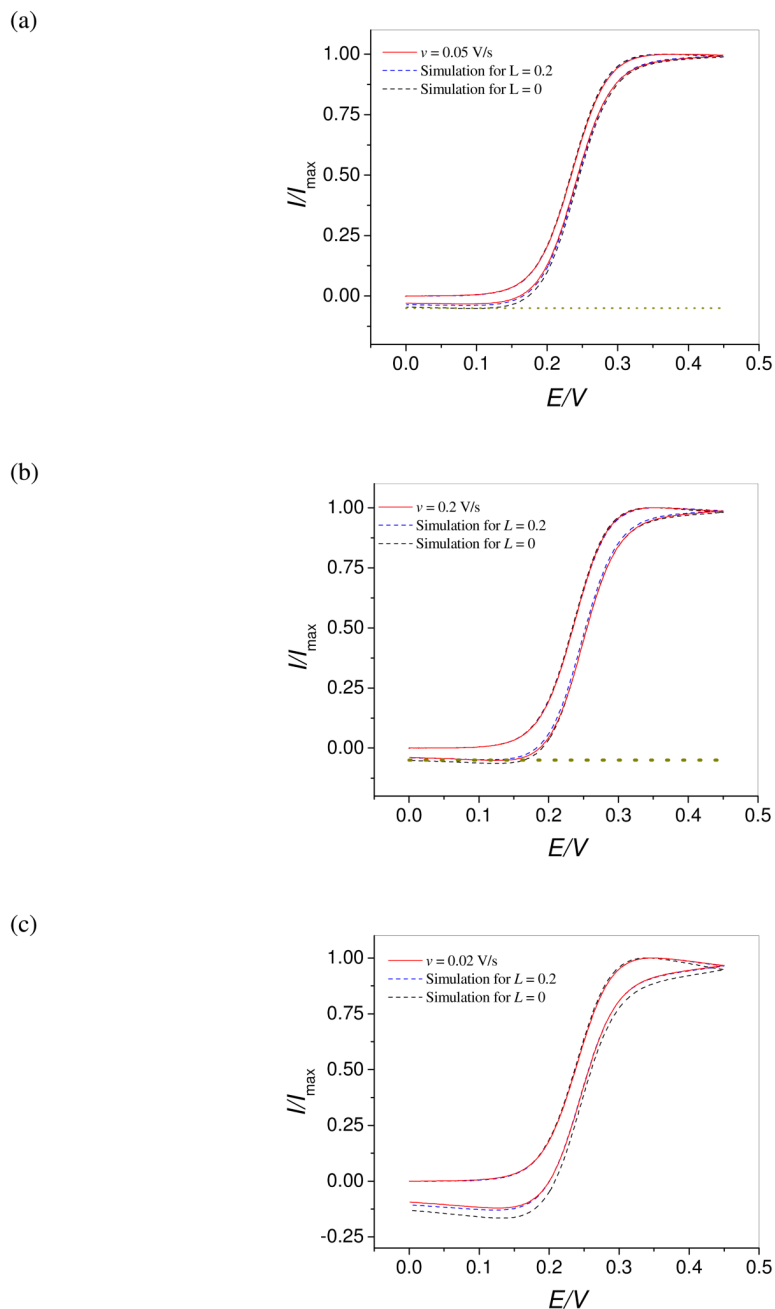 (a)
1.00
0.75
0.50
0.25
0.00
I/Imax
v = 0.05 V/s
Simulation for L = 0.2
Simulation for L = 0
0.0 0.1 0.2 0.3 0.4 0.5
E/V
(b)
1.00
0.75
0.50
0.25
0.00
I/Imax
v = 0.2 V/s
Simulation for L = 0.2
Simulation for L = 0
0.0 0.1 0.2 0.3 0.4 0.5
E/V
(c)
1.00
0.75
0.50
0.25
0.00
-0.25
I/Imax
v = 0.02 V/s
Simulation for L = 0.2
Simulation for L = 0
0.0 0.1 0.2 0.3 0.4 0.5
E/V